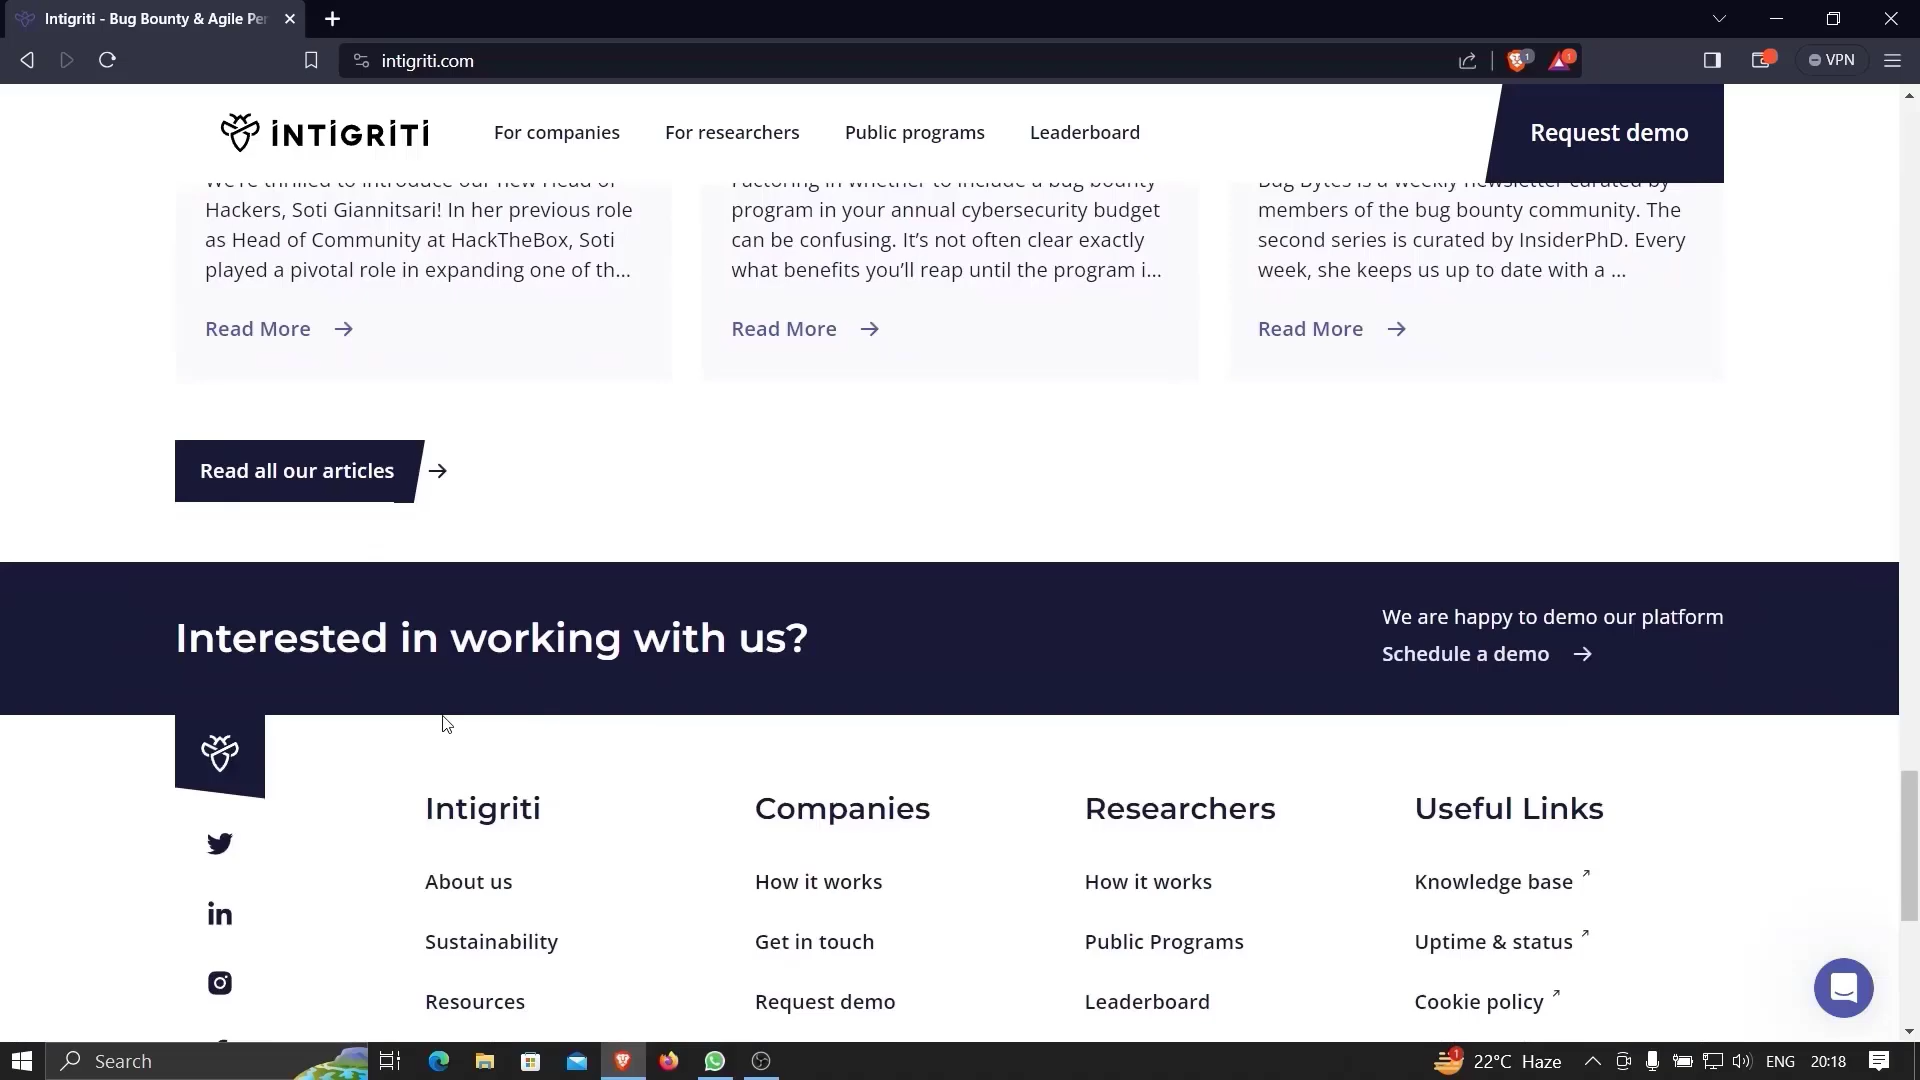 Intigriti - Bug Bounty & Agile Per
intigriti.com
1
1
VPN
INTIGRITI
For companies
For researchers
Public programs
Leaderboard
Request demo
We're thrilled to introduce our new Head of
Hackers, Soti Giannitsari! In her previous role
as Head of Community at HackTheBox, Soti
played a pivotal role in expanding one of th...
Read More
Factoring in whether to include a bug bounty
program in your annual cybersecurity budget
can be confusing. It's not often clear exactly
what benefits you'll reap until the program i...
Read More
Bug Bytes is a weekly newsletter curated by
members of the bug bounty community. The
second series is curated by InsiderPhD. Every
week, she keeps us up to date with a ...
Read More
Read all our articles
Interested in working with us?
We are happy to demo our platform
Schedule a demo
Intigriti
About us
Sustainability
Resources
Companies
How it works
Get in touch
Request demo
Researchers
How it works
Public Programs
Leaderboard
Useful Links
Knowledge base
Uptime & status
Cookie policy
Search
1
22°C Haze
ENG
20:18